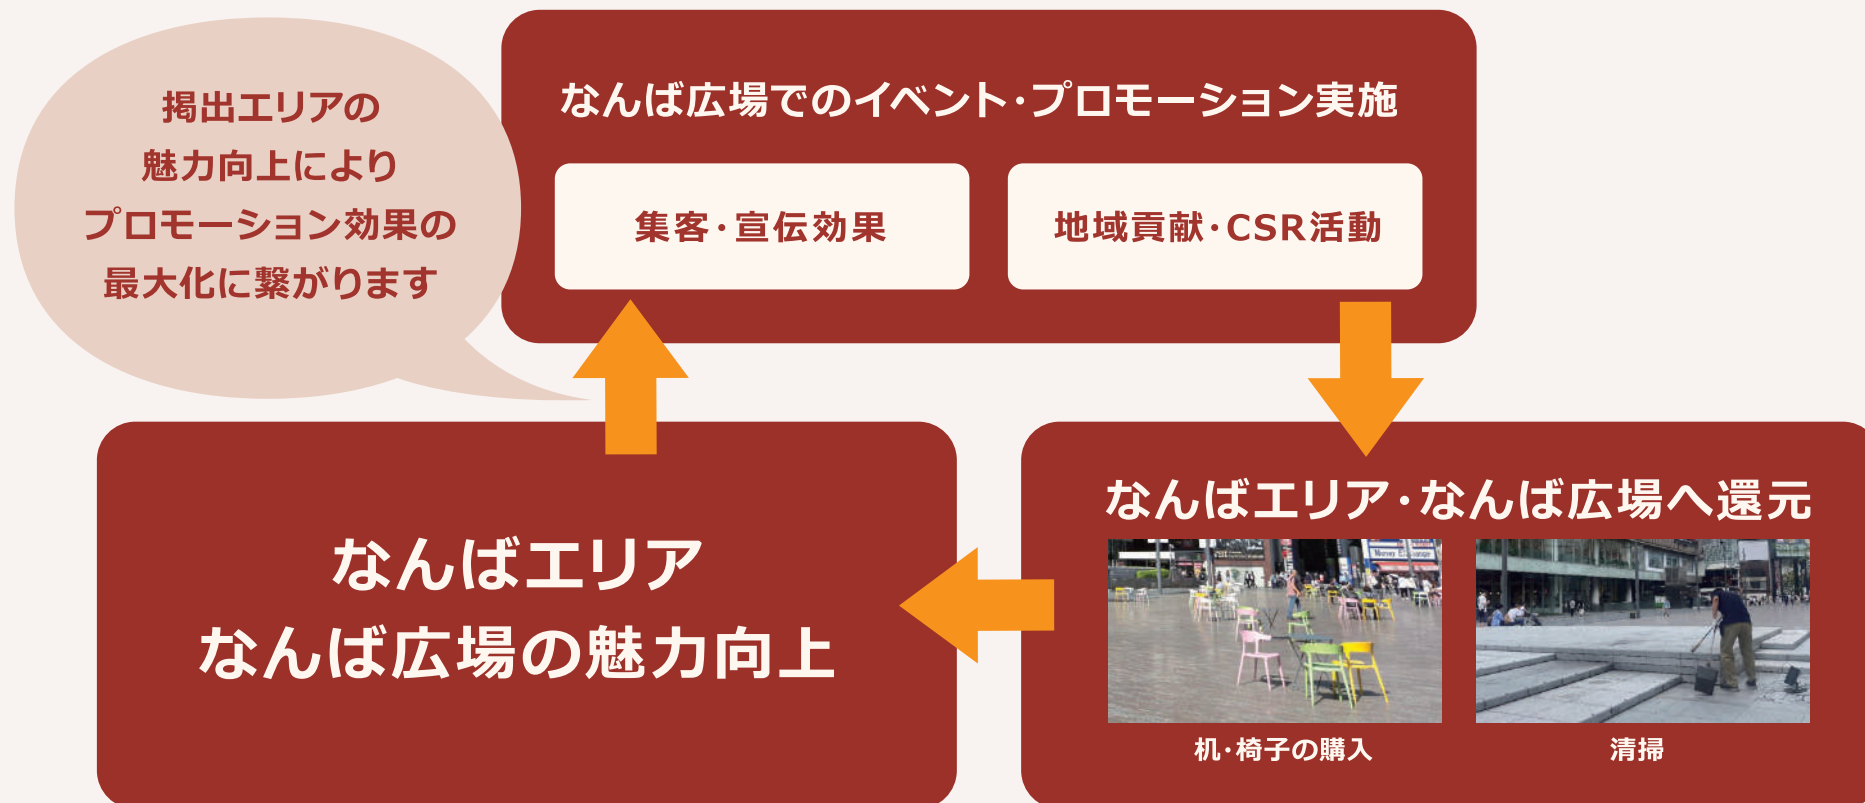 掲出エリアの
魅力向上により
プロモーション効果の
最大化に繋がります
なんば広場でのイベント・プロモーション実施
集客・宣伝効果
地域貢献・CSR活動
なんばエリア・なんば広場へ還元
机・椅子の購入
清掃
なんばエリア
なんば広場の魅力向上